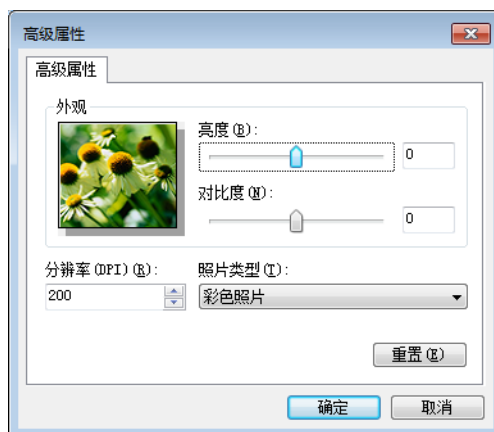 高级属性
高级属性
外观
亮度(B):
0
对比度(N):
0
分辨率(DPI)(R): 照片类型(T):
200 彩色照片
重置(E)
确定 取消